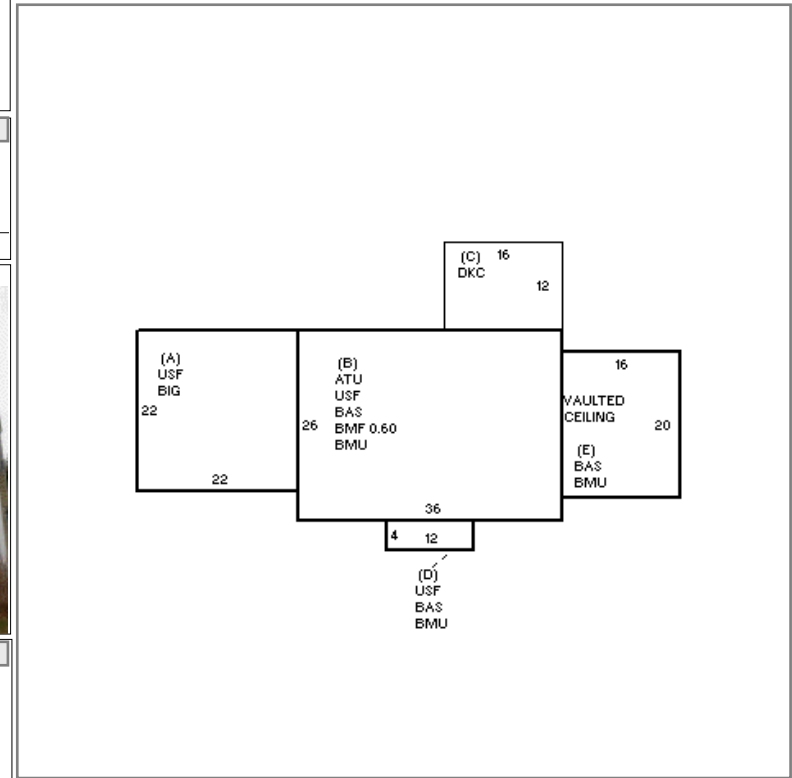 (C) 16
DKC
12
(A)
USF
BIG
22
22
(B)
ATU
USF
BAS
BMF 0.60
BMU
26
36
16
VAULTED
CEILING
20
(E)
BAS
BMU
4 12
(D)
USF
BAS
BMU